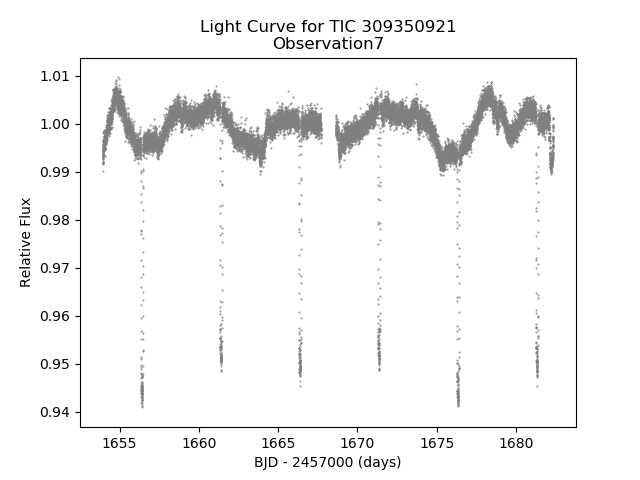 Light Curve for TIC 309350921
Observation7
1.01
1.00
0.99
0.98
0.97
0.96
0.95
0.94
Relative Flux
1655 1660 1665 1670 1675 1680
BJD - 2457000 (days)